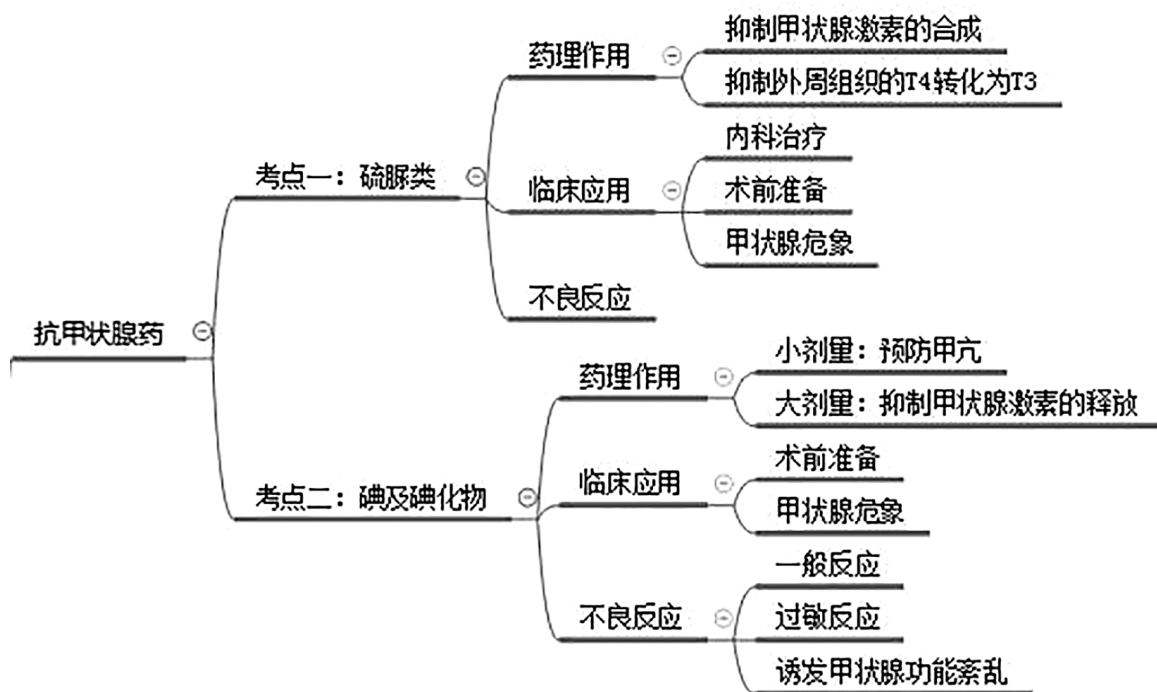 抗甲状腺药
考点一：硫脲类
药理作用
抑制甲状腺激素的合成
抑制外周组织的T4转化为T3
临床应用
内科治疗
术前准备
甲状腺危象
不良反应
考点二：碘及碘化物
药理作用
小剂量：预防甲亢
大剂量：抑制甲状腺激素的释放
临床应用
术前准备
甲状腺危象
不良反应
一般反应
过敏反应
诱发甲状腺功能紊乱